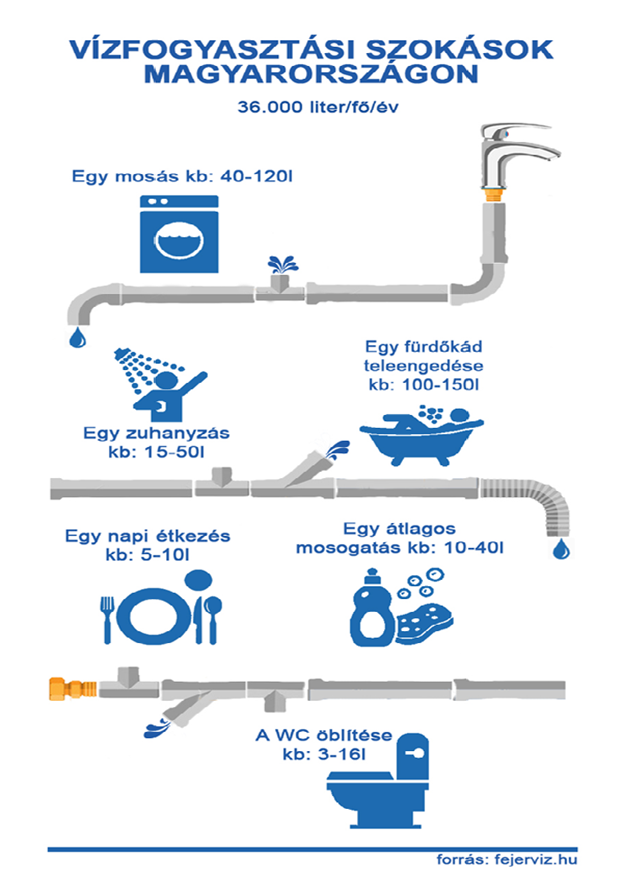 VÍZFOGYASZTÁSI SZOKÁSOK
MAGYARORSZÁGON
36.000 liter/fő/év
Egy mosás kb: 40-120l
Egy fürdőkád
teleengedése
kb: 100-150l
Egy zuhanyzás
kb: 15-50l
Egy napi étkezés
kb: 5-10l
Egy átlagos
mosogatás kb: 10-40l
A WC öblítése
kb: 3-16l
forrás: fejerviz.hu